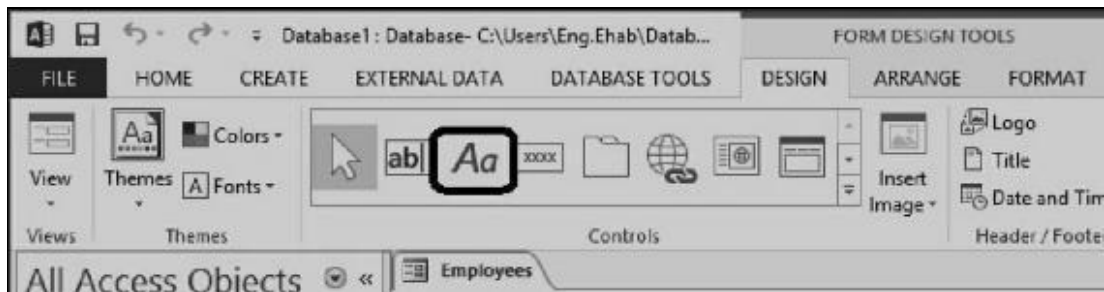 Database1 : Database- C:\Users\Eng.Ehab\Datab...
FORM DESIGN TOOLS
FILE HOME CREATE EXTERNAL DATA DATABASE TOOLS DESIGN ARRANGE FORMAT
View
Views
Aa
Themes
Colors
A Fonts
Themes
ab| Aa xxxx
Controls
Insert
Image
Logo
Title
Date and Tim
Header / Foote
All Access Objects «
Employees